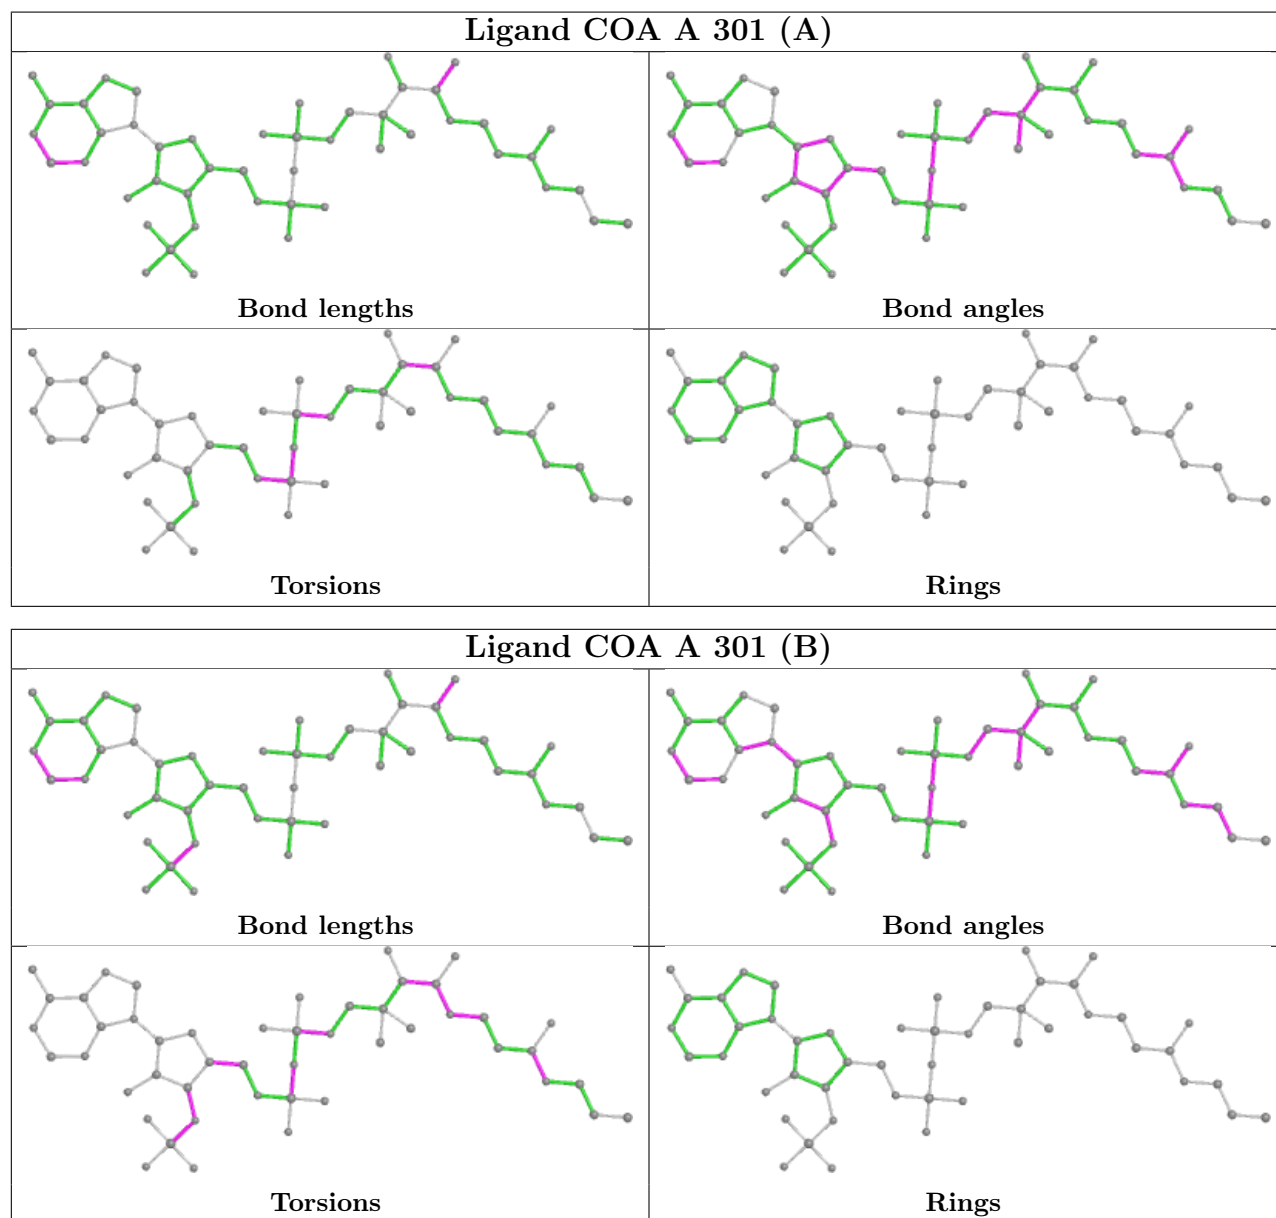 Ligand COA A 301 (A)
Bond lengths
Bond angles
Torsions
Rings
Ligand COA A 301 (B)
Bond lengths
Bond angles
Torsions
Rings